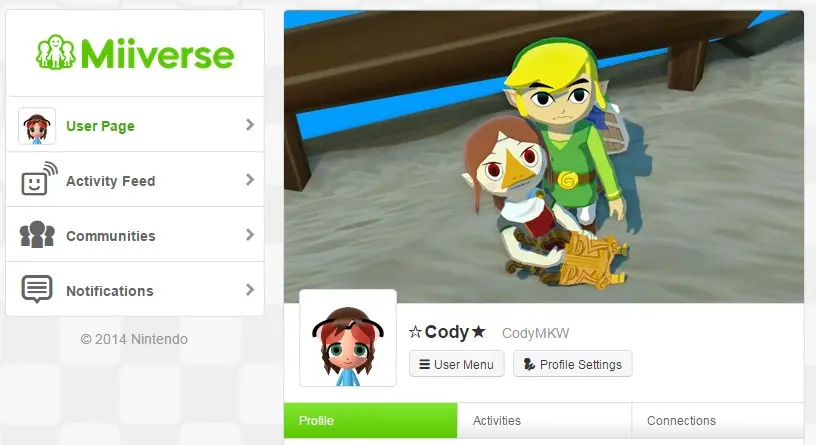 Miiverse
User Page
Activity Feed
Communities
Notifications
© 2014 Nintendo
☆Cody★ CodyMKW
User Menu Profile Settings
Profile Activities Connections